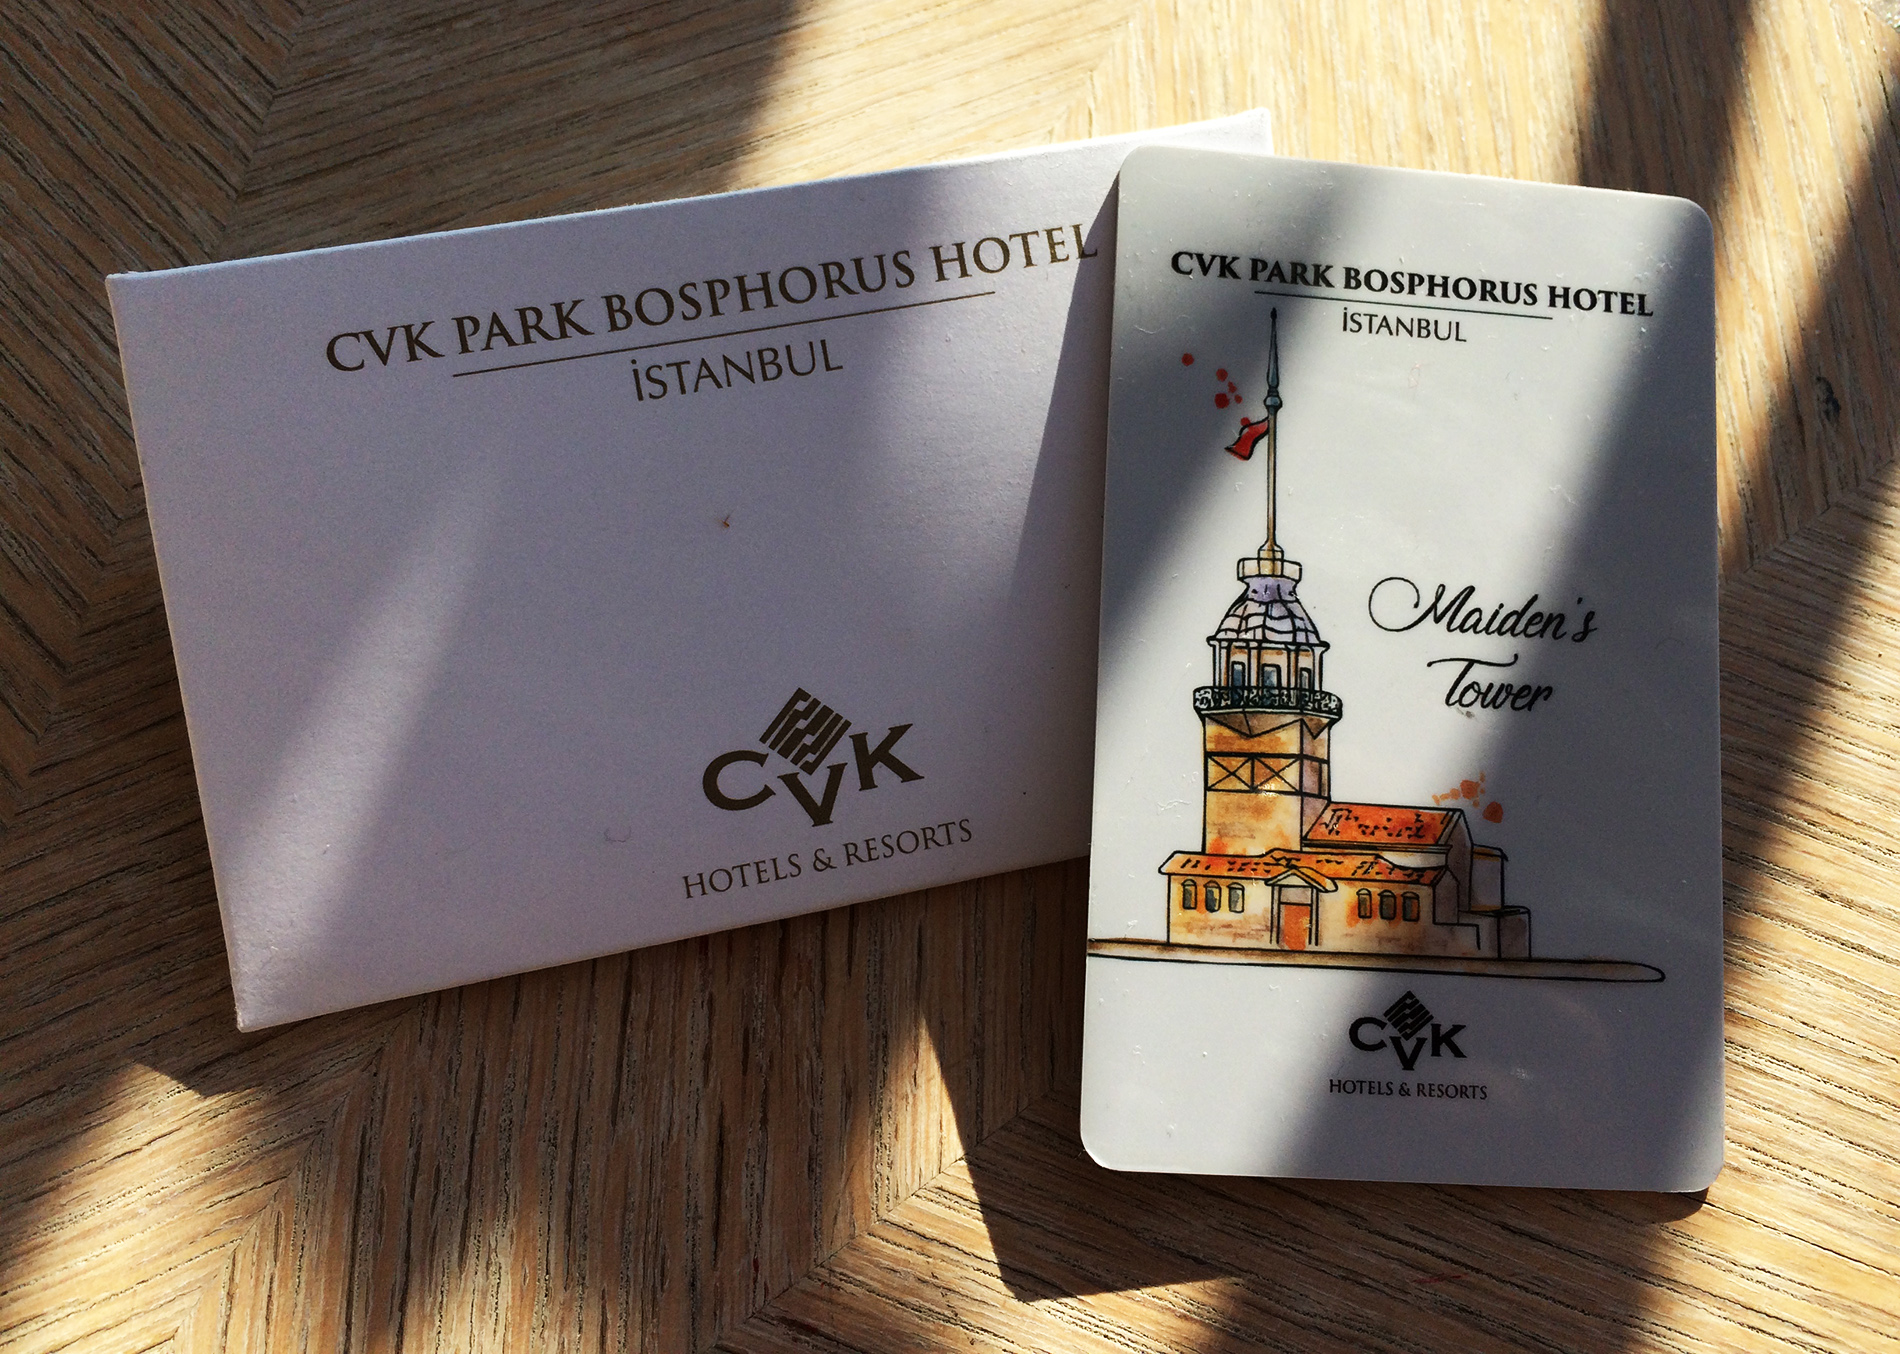 CVK PARK BOSPHORUS HOTEL
İSTANBUL
CVK
HOTELS & RESORTS
CVK PARK BOSPHORUS HOTEL
İSTANBUL
Maiden's
Tower
CVK
HOTELS & RESORTS